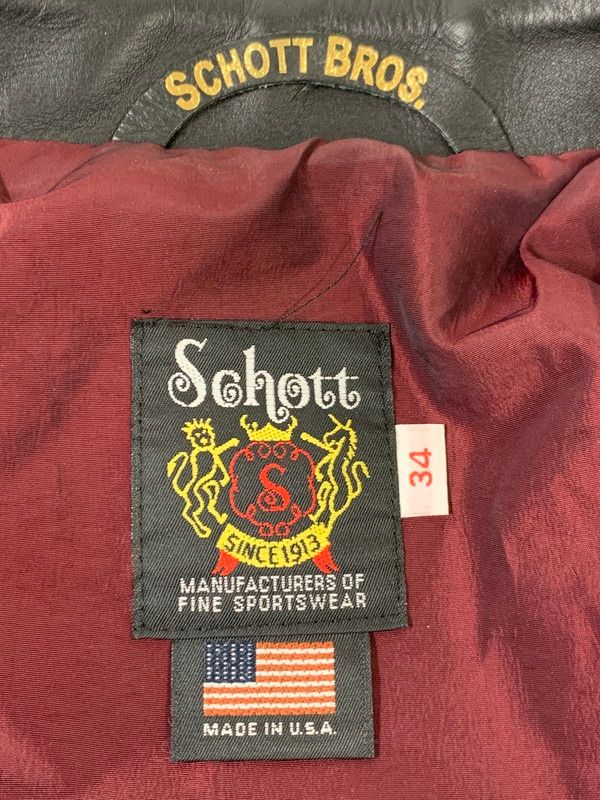 SCHOTT BROS.
Schott
S
SINCE 1913
MANUFACTURERS OF
FINE SPORTSWEAR
34
MADE IN U.S.A.